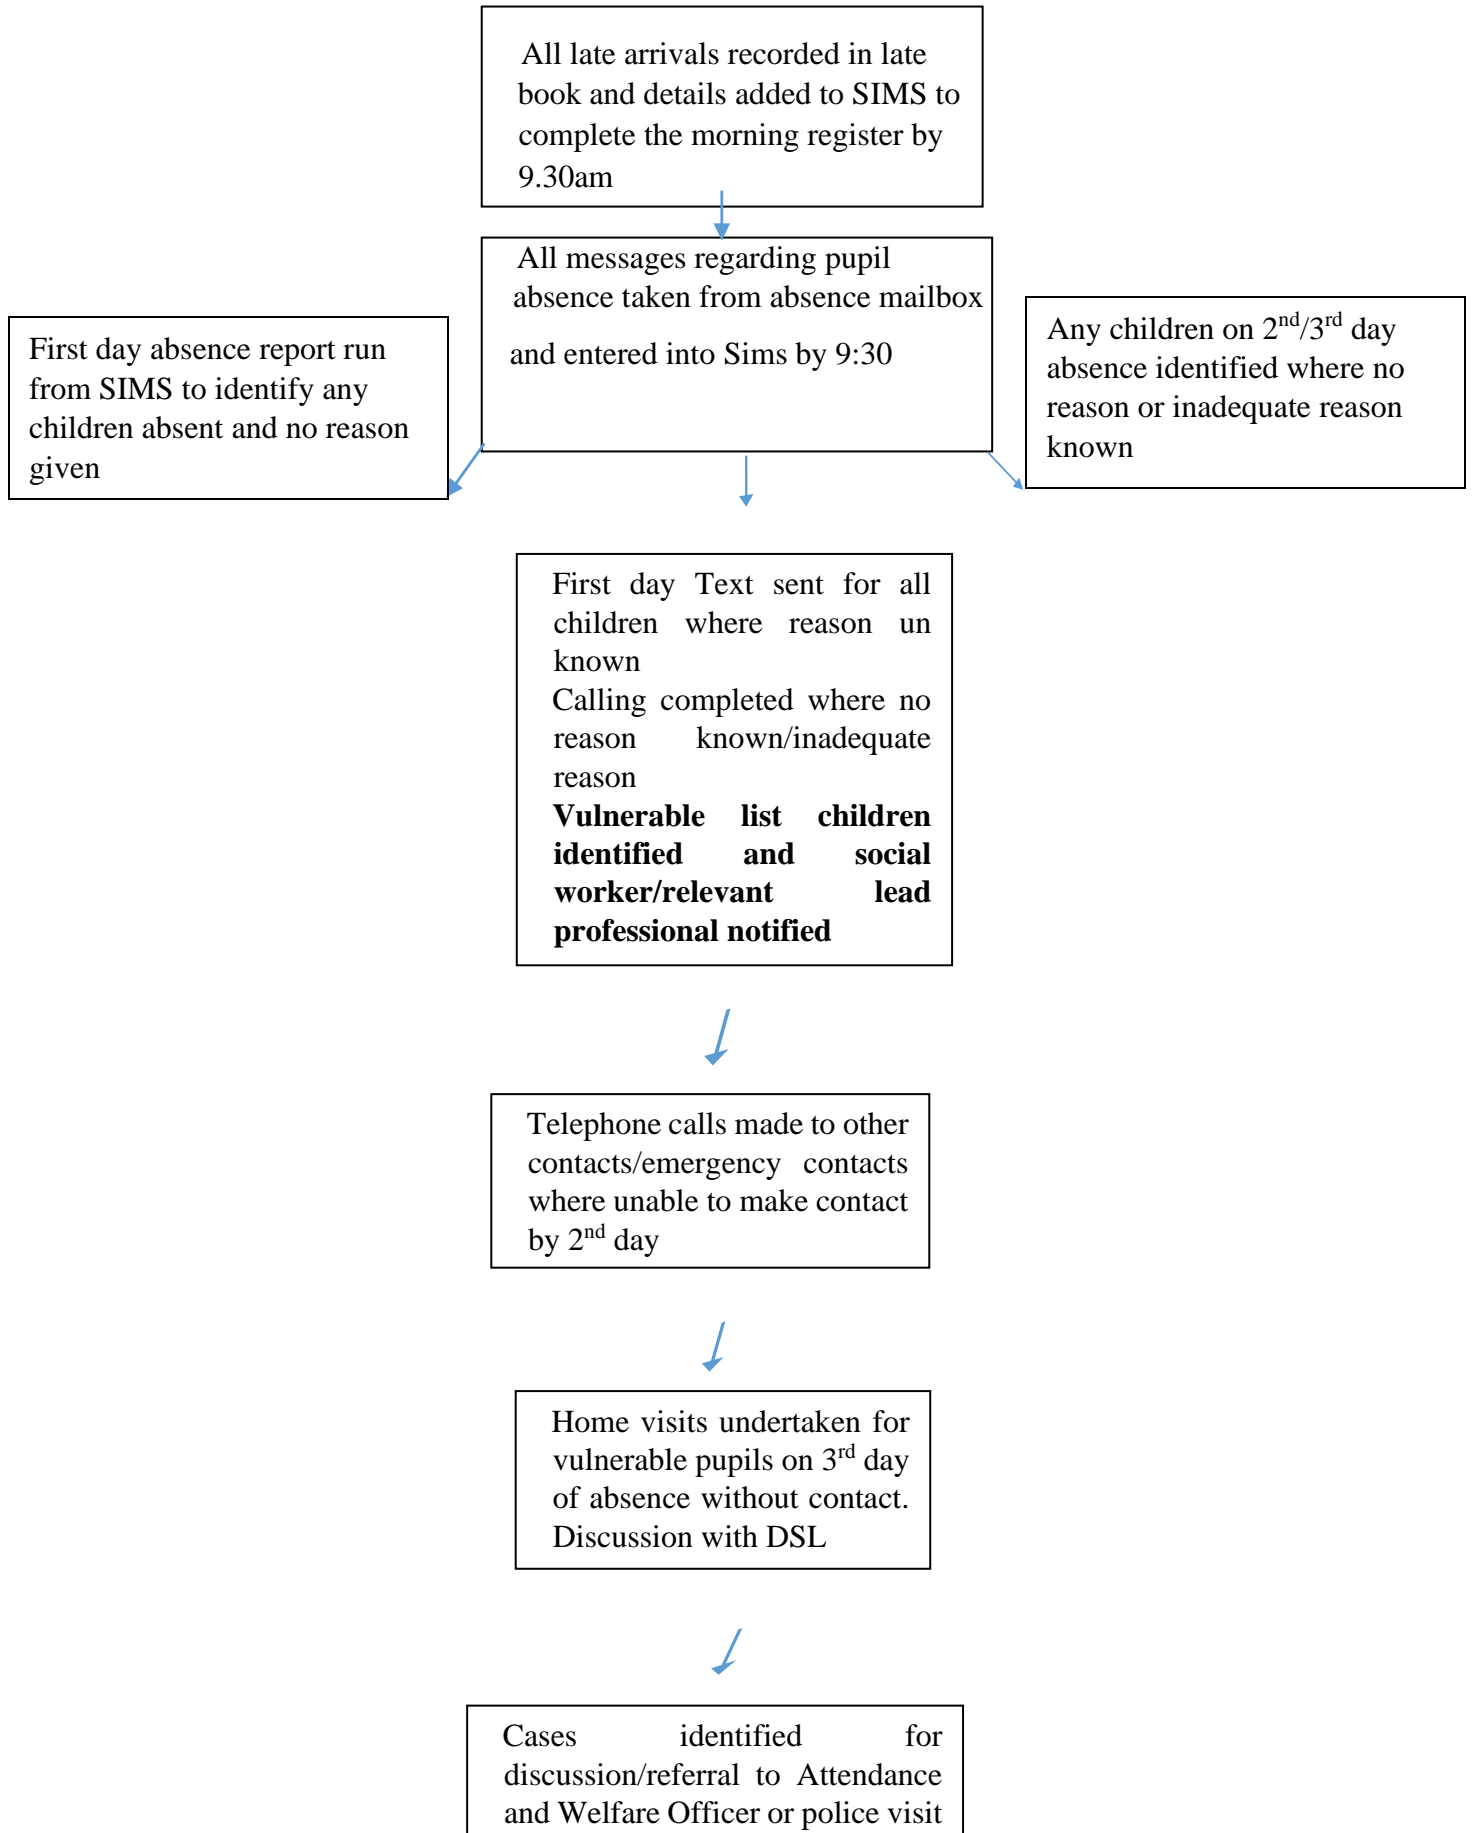 All late arrivals recorded in late
book and details added to SIMS to
complete the morning register by
9.30am
All messages regarding pupil
absence taken from absence mailbox
and entered into Sims by 9:30
First day absence report run
from SIMS to identify any
children absent and no reason
given
Any children on 2nd/3rd day
absence identified where no
reason or inadequate reason
known
First day Text sent for all
children where reason un
known
Calling completed where no
reason known/inadequate
reason
Vulnerable list children
identified and social
worker/relevant lead
professional notified
Telephone calls made to other
contacts/emergency contacts
where unable to make contact
by 2nd day
Home visits undertaken for
vulnerable pupils on 3rd day
of absence without contact.
Discussion with DSL
Cases identified for
discussion/referral to Attendance
and Welfare Officer or police visit